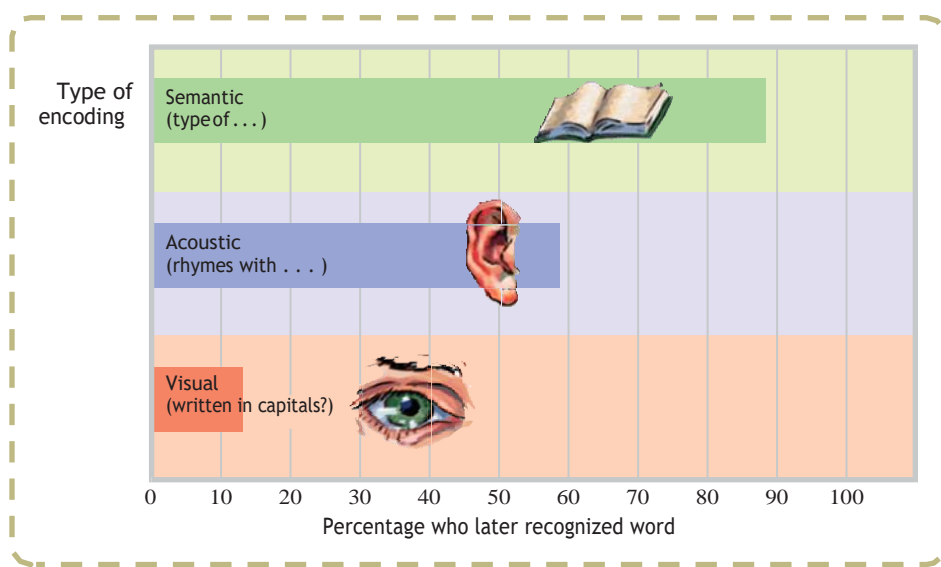 Type of
encoding
Semantic
(type of . . .)
Acoustic
(rhymes with . . . )
Visual
(written in capitals?)
0 10 20 30 40 50 60 70 80 90 100
Percentage who later recognized word